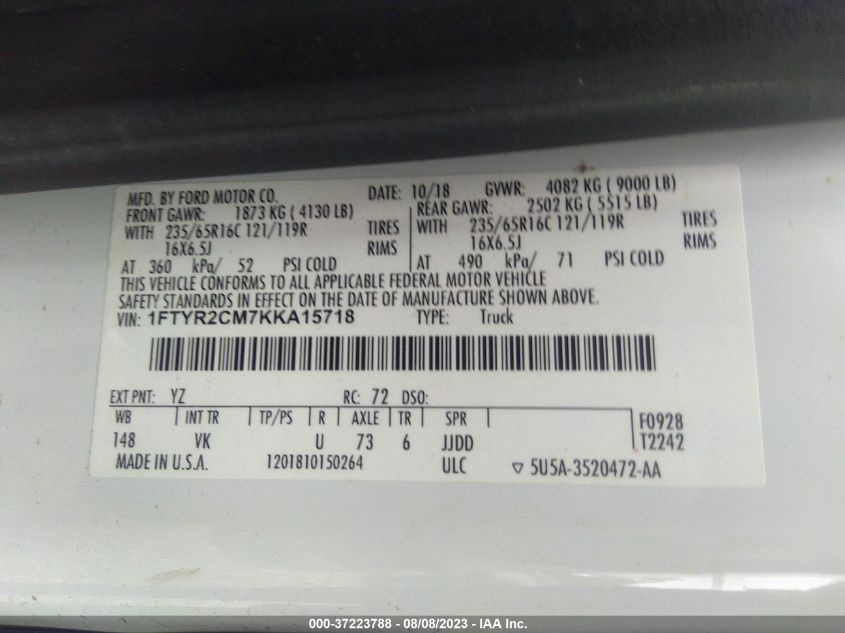 MFD. BY FORD MOTOR CO. DATE: 10/18 GVWR: 4082 KG ( 9000 LB)
FRONT GAWR: 1873 KG ( 4130 LB) REAR GAWR: 2502 KG ( 5515 LB)
WITH 235/65R16C 121/119R TIRES WITH 235/65R16C 121/119R TIRES
16X6.5J RIMS 16X6.5J RIMS
AT 360 kPa/ 52 PSI COLD AT 490 kPa/ 71 PSI COLD
THIS VEHICLE CONFORMS TO ALL APPLICABLE FEDERAL MOTOR VEHICLE
SAFETY STANDARDS IN EFFECT ON THE DATE OF MANUFACTURE SHOWN ABOVE.
VIN: 1FTYR2CM7KKA15718 TYPE: Truck
EXT PNT: YZ RC: 72 DSO:
WB INT TR TP/PS R AXLE TR SPR F0928
148 VK U 73 6 JJDD T2242
MADE IN U.S.A. 1201810150264 ULC ▽ 5U5A-3520472-AA
000-37223788 - 08/08/2023 - IAA Inc.